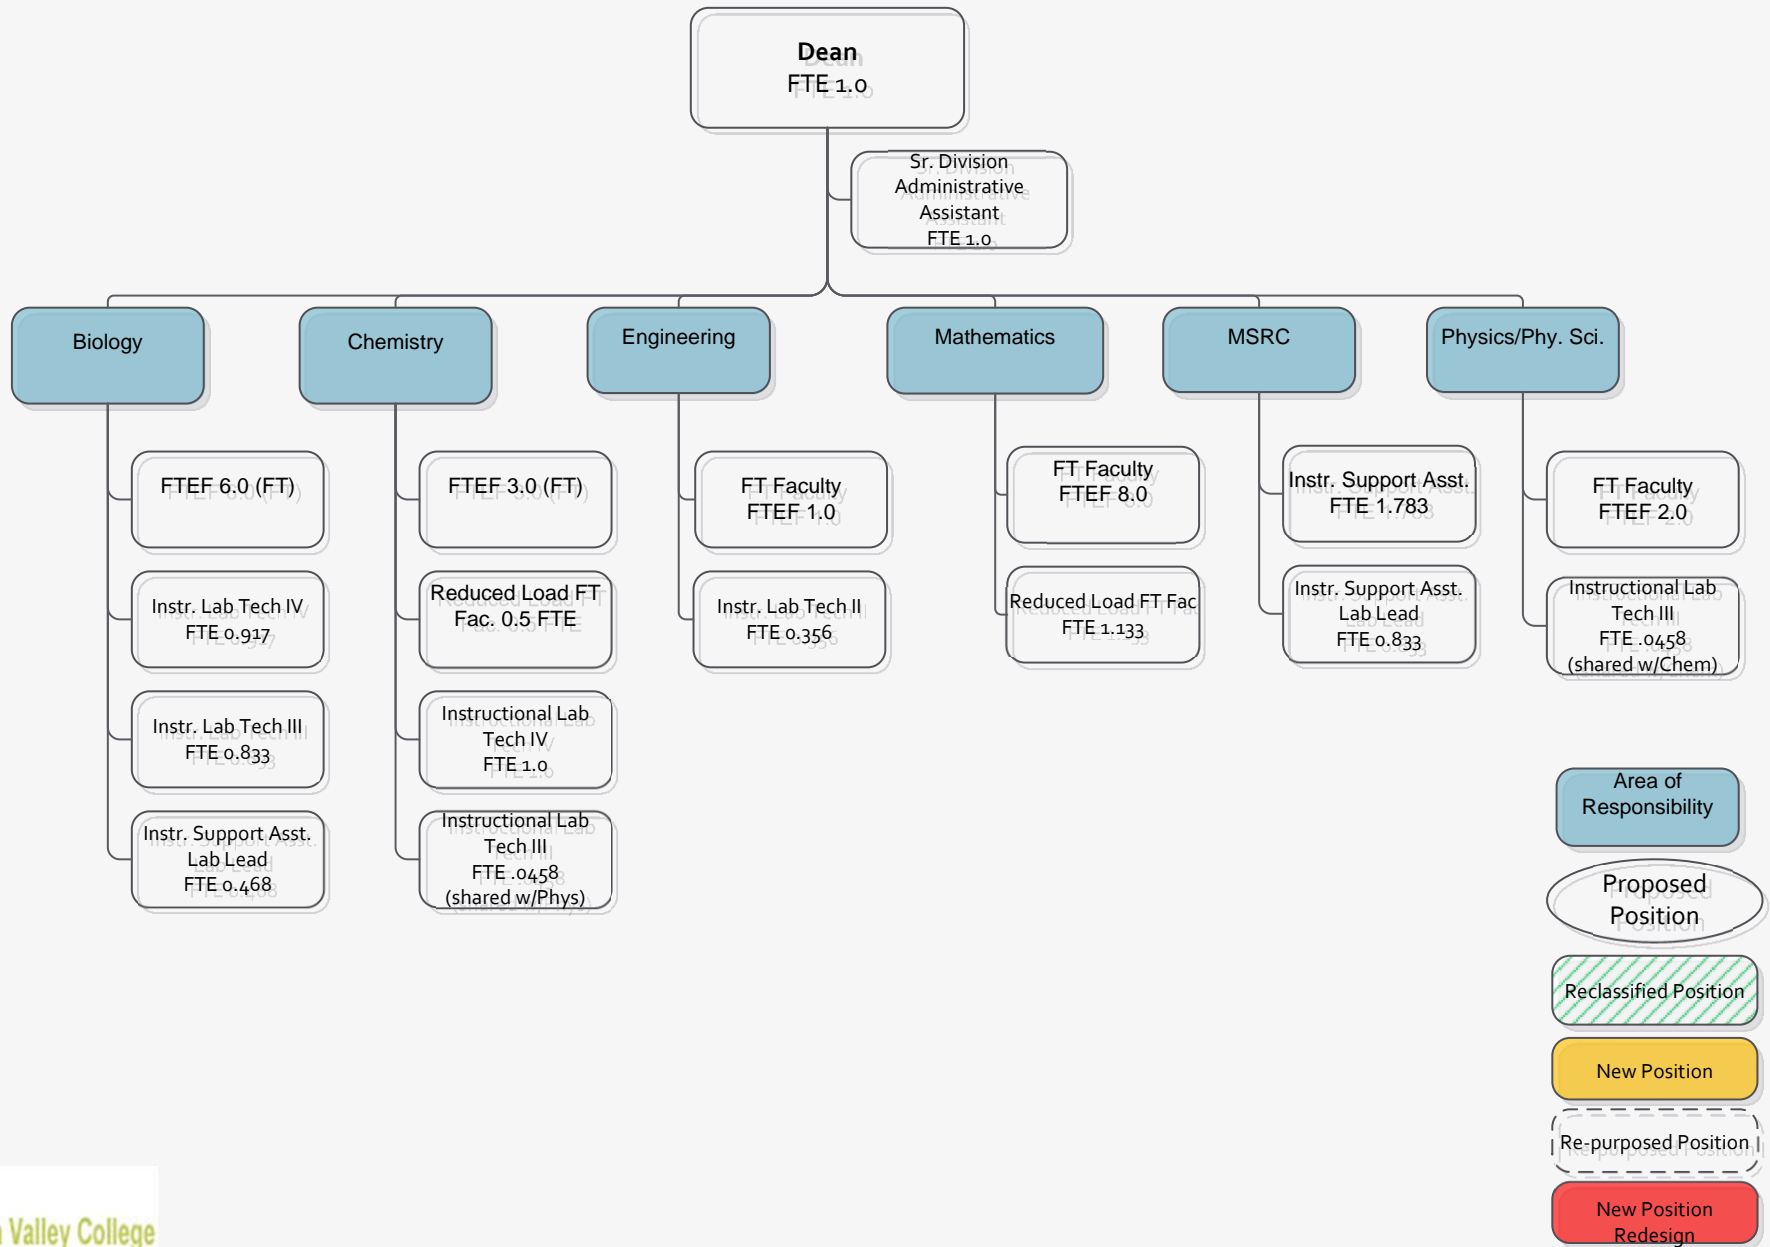 Dean
FTE 1.0
Sr. Division
Administrative
Assistant
FTE 1.0
Biology
Chemistry
Engineering
Mathematics
MSRC
Physics/Phy. Sci.
FTEF 6.0 (FT)
Instr. Lab Tech IV
FTE 0.917
Instr. Lab Tech III
FTE 0.833
Instr. Support Asst.
Lab Lead
FTE 0.468
FTEF 3.0 (FT)
Reduced Load FT
Fac. 0.5 FTE
Instructional Lab
Tech IV
FTE 1.0
Instructional Lab
Tech III
FTE .0458
(shared w/Phys)
FT Faculty
FTEF 1.0
Instr. Lab Tech II
FTE 0.356
FT Faculty
FTEF 8.0
Reduced Load FT Fac
FTE 1.133
Instr. Support Asst.
FTE 1.783
Instr. Support Asst.
Lab Lead
FTE 0.833
FT Faculty
FTEF 2.0
Instructional Lab
Tech III
FTE .0458
(shared w/Chem)
Area of
Responsibility
Proposed
Position
Reclassified Position
New Position
Re-purposed Position
New Position
Redesign
Valley College